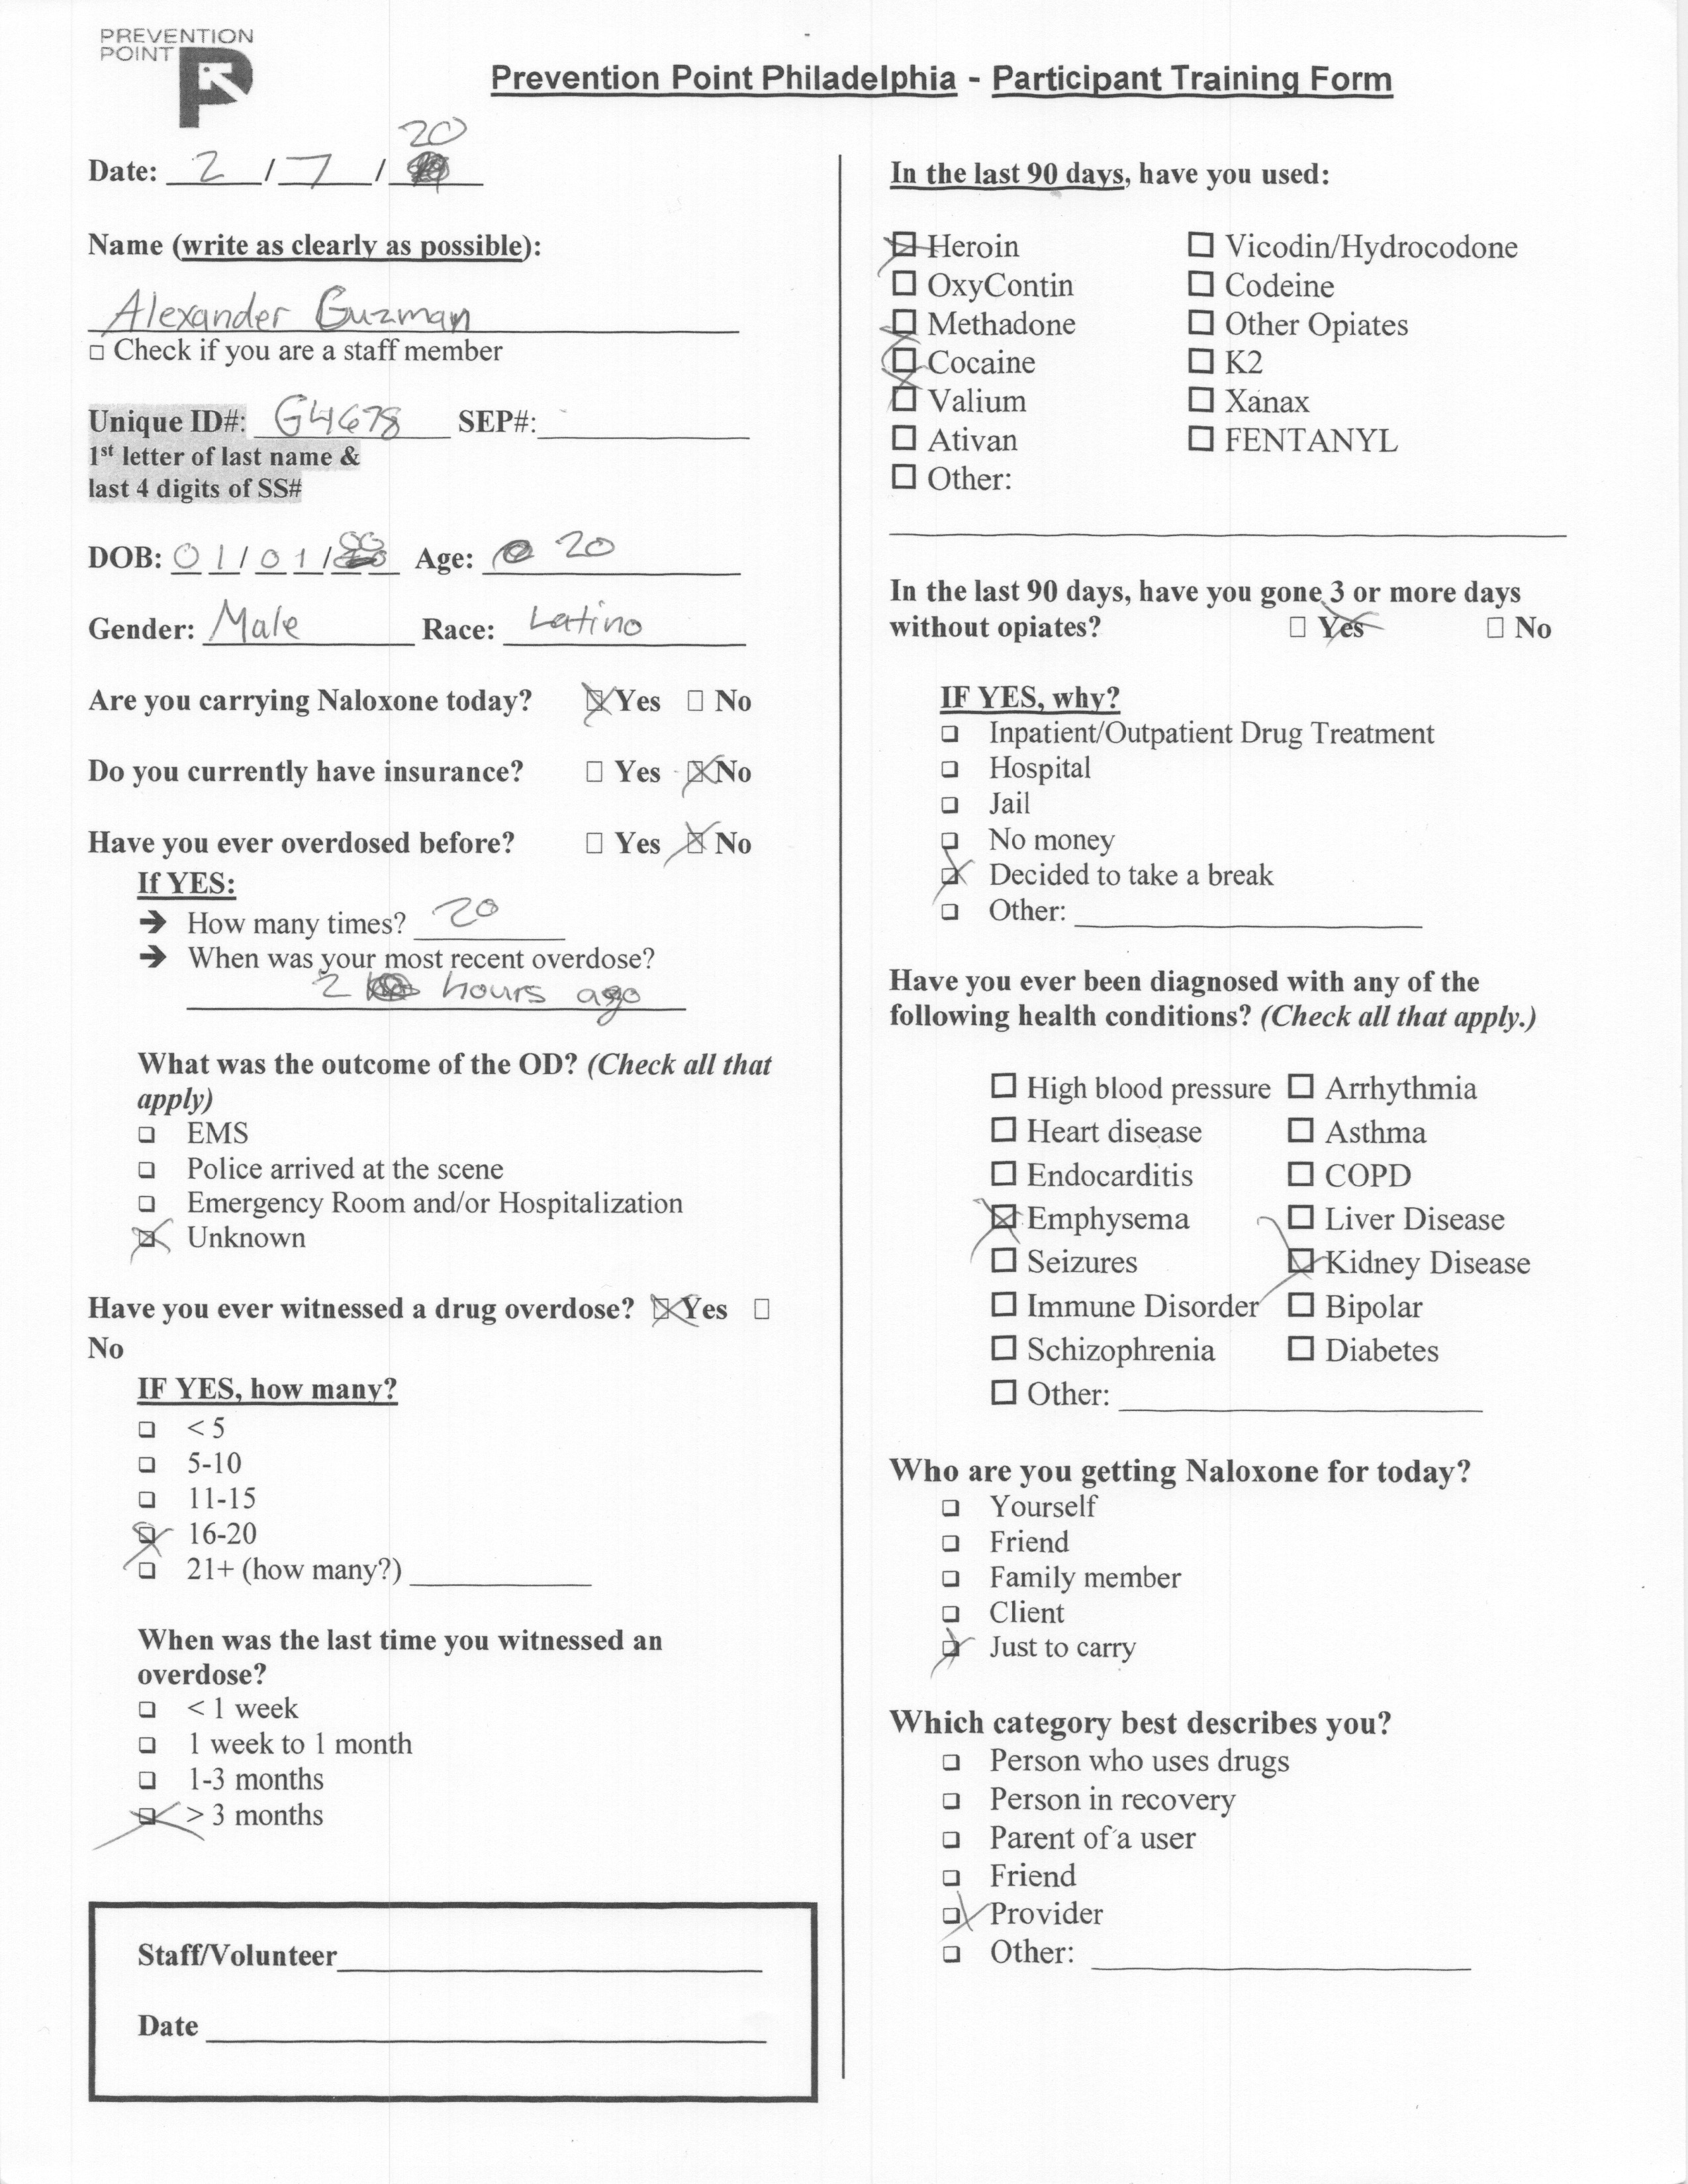 PREVENTION
POINT
Prevention Point Philadelphia - Participant Training Form
20
Date: 2 / 7 /
Name (write as clearly as possible):
Alexander Guzman
□ Check if you are a staff member
Unique ID#: G4678 SEP#:
1st letter of last name &
last 4 digits of SS#
DOB: 01/01/00 Age: 20
Gender: Male Race: Latino
Are you carrying Naloxone today? ☒ Yes □ No
Do you currently have insurance? □ Yes ☒ No
Have you ever overdosed before? □ Yes ☒ No
If YES:
➔ How many times? 20
➔ When was your most recent overdose?
2 hours ago
What was the outcome of the OD? (Check all that
apply)
❑ EMS
❑ Police arrived at the scene
❑ Emergency Room and/or Hospitalization
☒ Unknown
Have you ever witnessed a drug overdose? ☒ Yes □
No
IF YES, how many?
❑ < 5
❑ 5-10
❑ 11-15
☒ 16-20
❑ 21+ (how many?)
When was the last time you witnessed an
overdose?
❑ < 1 week
❑ 1 week to 1 month
❑ 1-3 months
☒ > 3 months
Staff/Volunteer
Date
In the last 90 days, have you used:
☒ Heroin □ Vicodin/Hydrocodone
□ OxyContin □ Codeine
☒ Methadone □ Other Opiates
☒ Cocaine □ K2
□ Valium □ Xanax
□ Ativan □ FENTANYL
□ Other:
In the last 90 days, have you gone 3 or more days
without opiates? ☒ Yes □ No
IF YES, why?
❑ Inpatient/Outpatient Drug Treatment
❑ Hospital
❑ Jail
❑ No money
☒ Decided to take a break
❑ Other:
Have you ever been diagnosed with any of the
following health conditions? (Check all that apply.)
□ High blood pressure □ Arrhythmia
□ Heart disease □ Asthma
□ Endocarditis □ COPD
☒ Emphysema □ Liver Disease
□ Seizures ☒ Kidney Disease
□ Immune Disorder □ Bipolar
□ Schizophrenia □ Diabetes
□ Other:
Who are you getting Naloxone for today?
❑ Yourself
❑ Friend
❑ Family member
❑ Client
☒ Just to carry
Which category best describes you?
❑ Person who uses drugs
❑ Person in recovery
❑ Parent of a user
❑ Friend
☒ Provider
❑ Other: